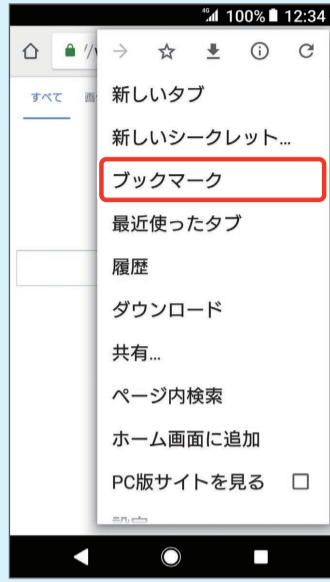 4G 100% 12:34
すべて
新しいタブ
新しいシークレット...
ブックマーク
最近使ったタブ
履歴
ダウンロード
共有...
ページ内検索
ホーム画面に追加
PC版サイトを見る
設定